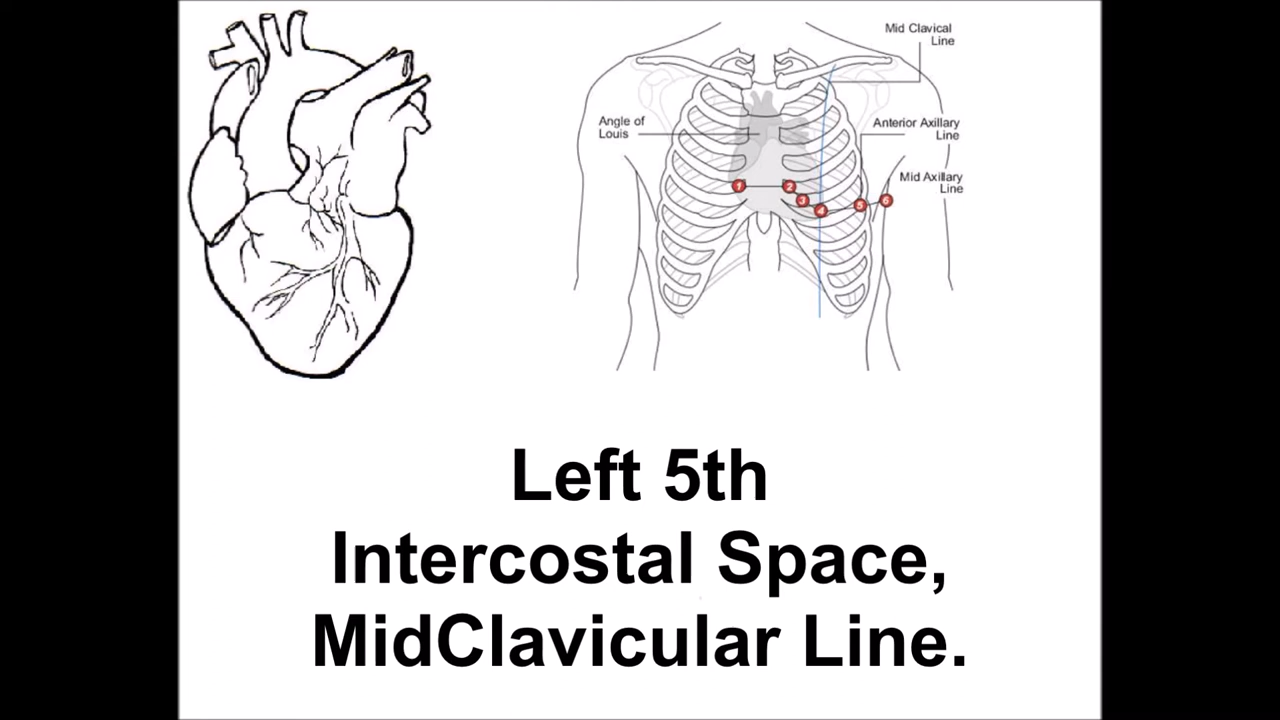 Mid Clavical
Line
Angle of
Louis
Anterior Axillary
Line
Mid Axillary
Line
1
2
3
4
5
6
Left 5th
Intercostal Space,
MidClavicular Line.